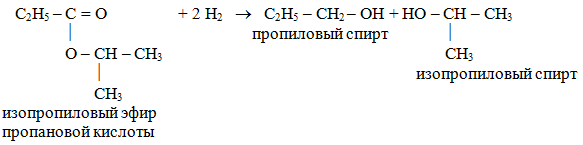 C₂H₅ – C = O + 2 H₂ → C₂H₅ – CH₂– OH + HO – CH – CH₃
пропиловый спирт
O – CH – CH₃ CH₃
изопропиловый спирт
CH₃
изопропиловый эфир
пропановой кислоты